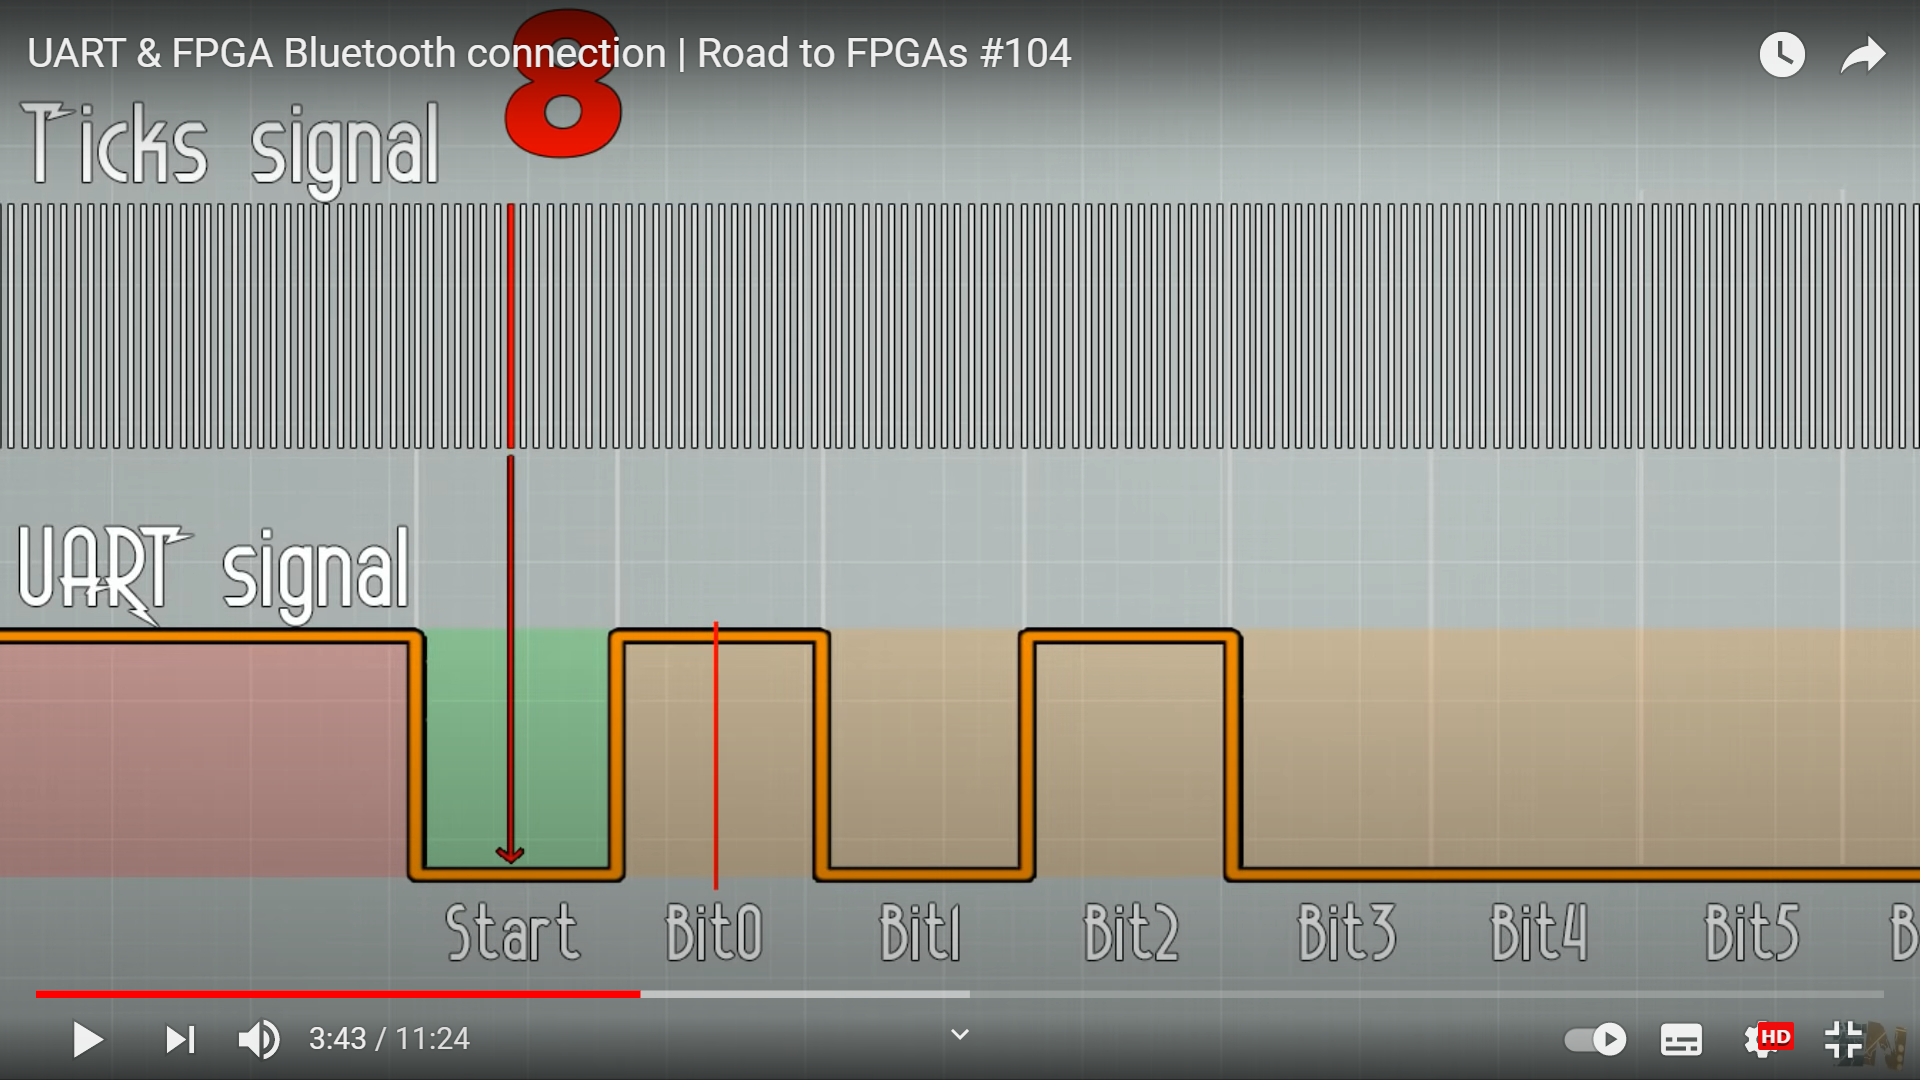 UART & FPGA Bluetooth connection | Road to FPGAs #104
8
Ticks signal
UART signal
Start Bit0 Bit1 Bit2 Bit3 Bit4 Bit5 B
3:43 / 11:24
HD